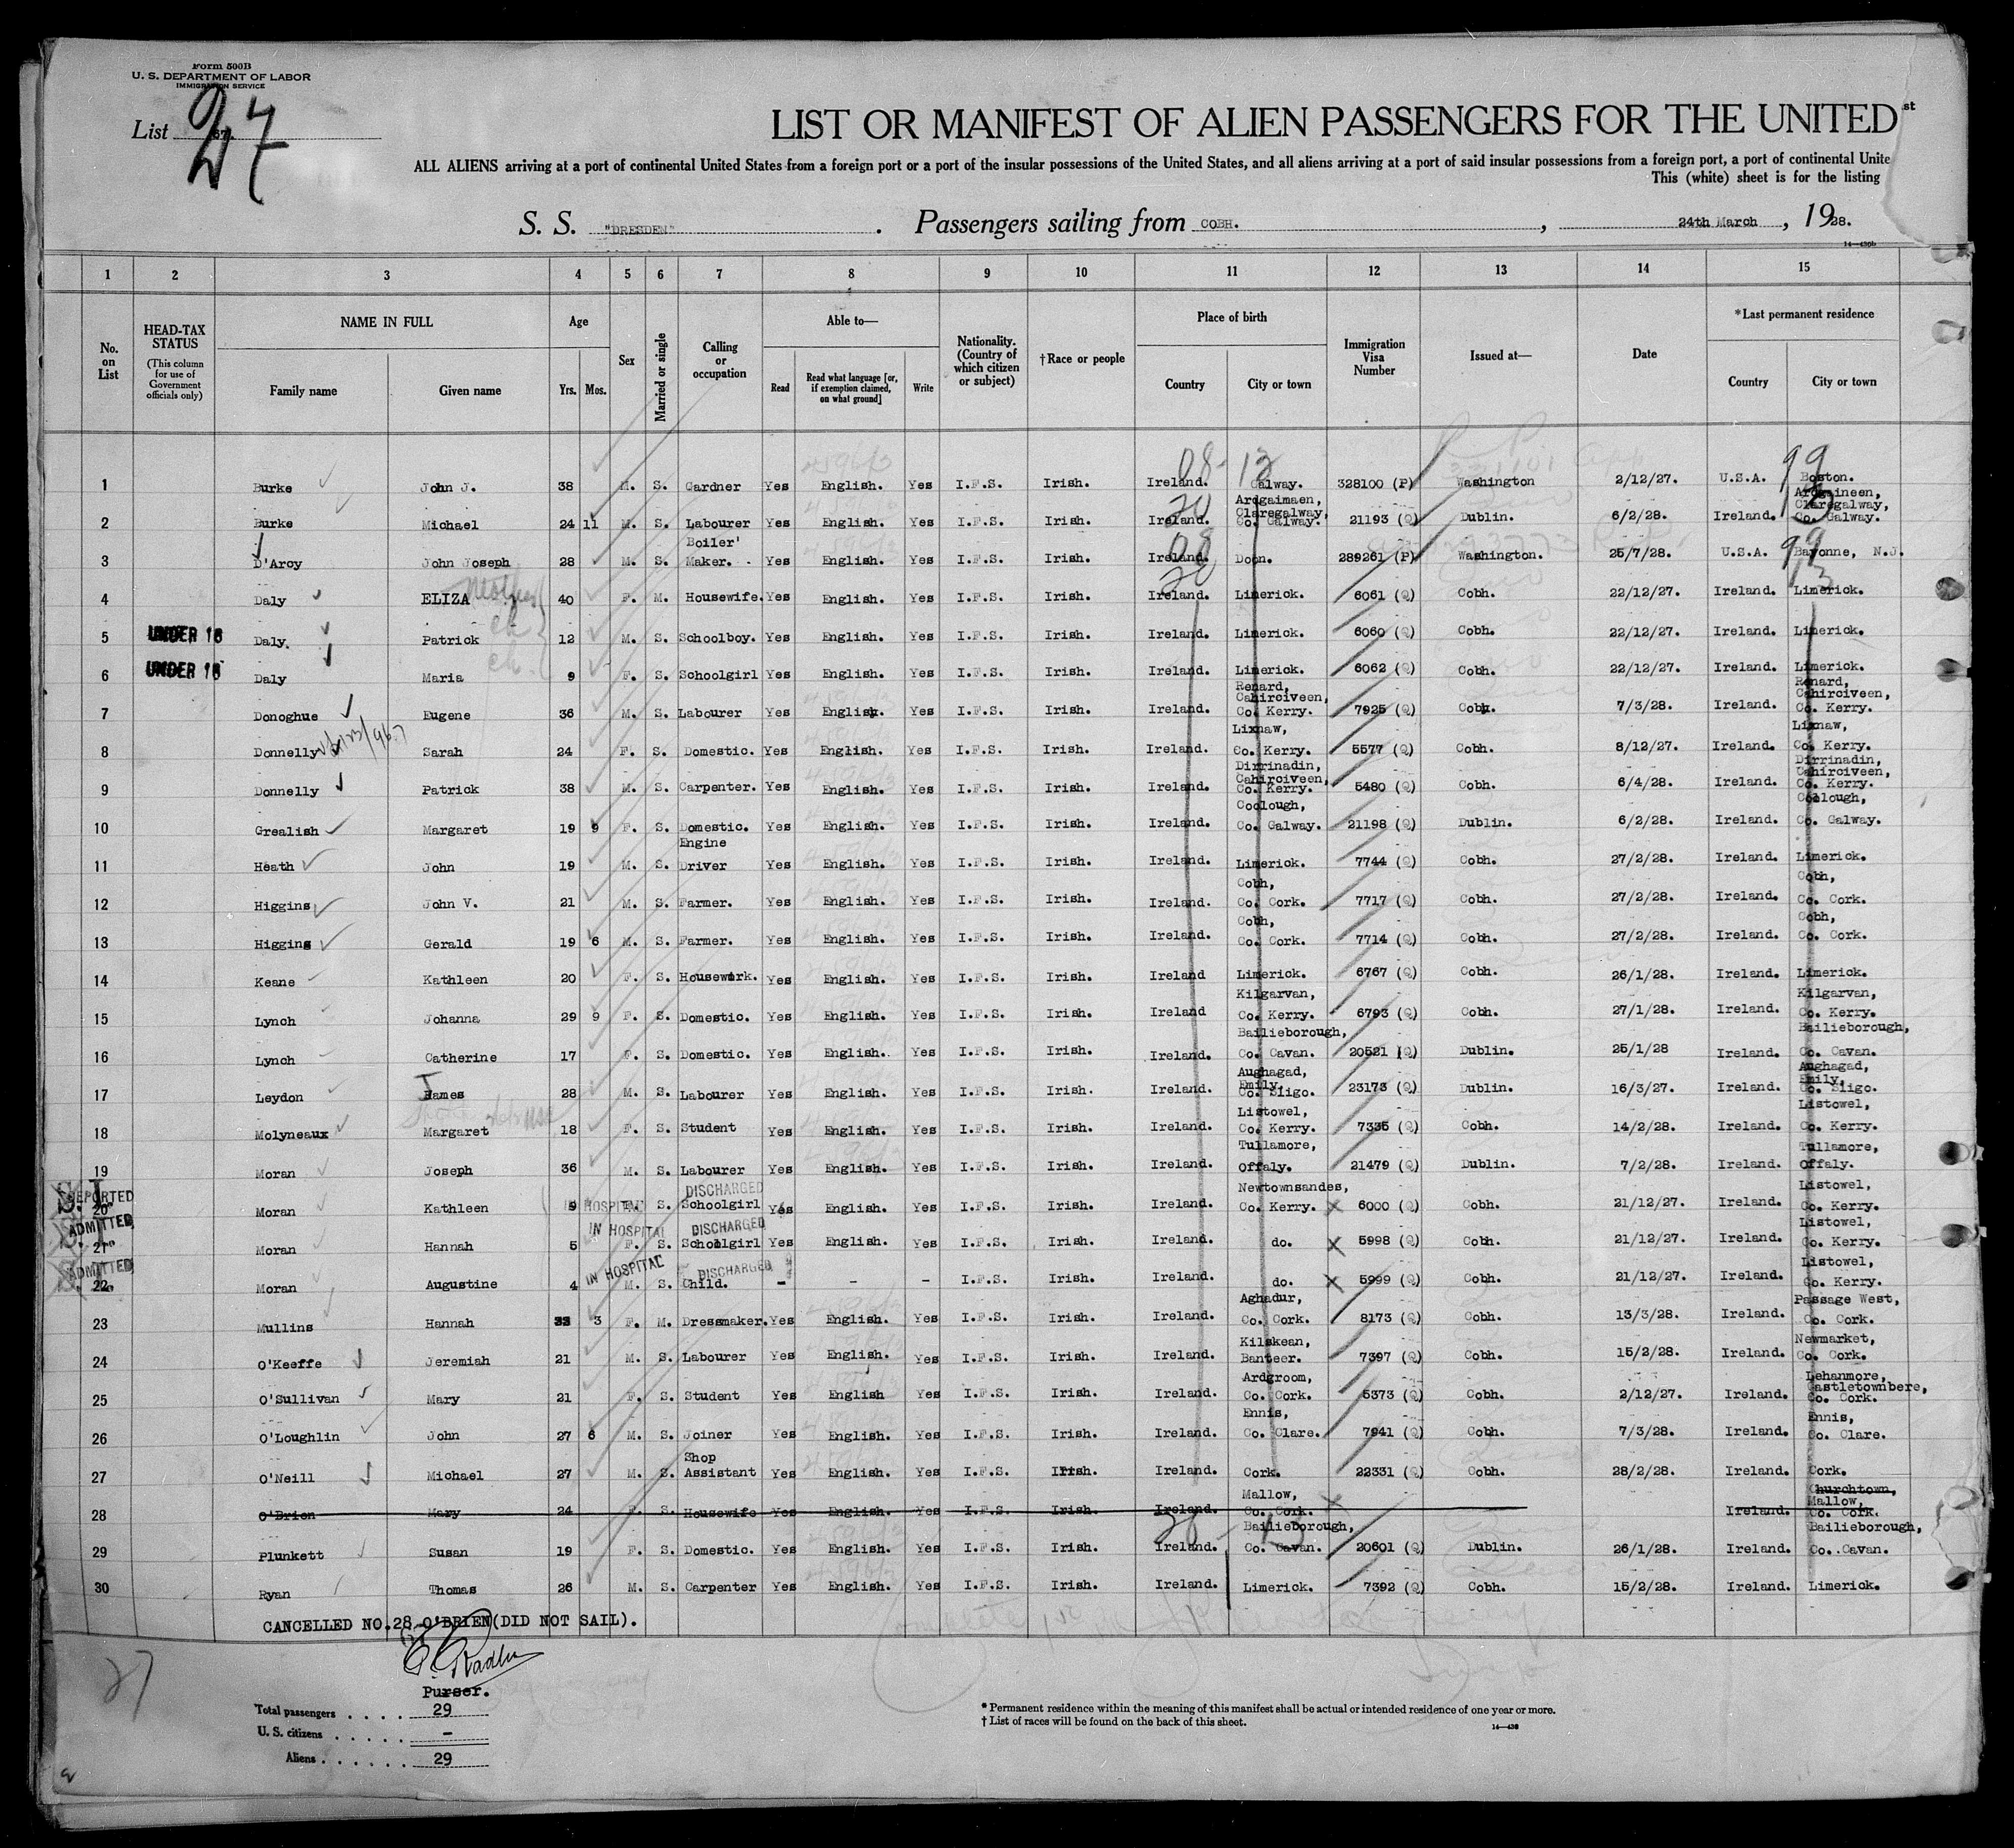 Form 500B
U. S. DEPARTMENT OF LABOR
IMMIGRATION SERVICE
List 27
LIST OR MANIFEST OF ALIEN PASSENGERS FOR THE UNITED st
ALL ALIENS arriving at a port of continental United States from a foreign port or a port of the insular possessions of the United States, and all aliens arriving at a port of said insular possessions from a foreign port, a port of continental Unite
This (white) sheet is for the listing
S. S. "DRESDEN" . Passengers sailing from COBH. , 24th March , 1928.
14—430b
1 2 3 4 5 6 7 8 9 10 11 12 13 14 15
No. on List
HEAD-TAX STATUS
(This column for use of Government officials only)
NAME IN FULL
Family name Given name
Age
Yrs. Mos.
Sex
Married or single
Calling or occupation
Able to—
Read
Read what language [or, if exemption claimed, on what ground]
Write
Nationality. (Country of which citizen or subject)
†Race or people
Place of birth
Country City or town
Immigration Visa Number
Issued at—
Date
*Last permanent residence
Country City or town
1 Burke John J. 38 M. S. Gardner Yes English. Yes I.F.S. Irish. Ireland. Galway. 328100 (P) Washington 2/12/27. U.S.A. Boston.
2 Burke Michael 24 11 M. S. Labourer Yes English. Yes I.F.S. Irish. Ireland. Ardgaimaen, Claregalway, Co. Galway. 21193 (Q) Dublin. 6/2/28. Ireland. Ardgaineen, Claregalway, Co. Galway.
3 D'Arcy John Joseph 28 M. S. Boiler' Maker. Yes English. Yes I.F.S. Irish. Ireland. Doon. 289261 (P) Washington. 25/7/28. U.S.A. Bayonne, N.J.
4 Daly ELIZA Mother 40 F. M. Housewife. Yes English. Yes I.F.S. Irish. Ireland. Limerick. 6061 (Q) Cobh. 22/12/27. Ireland. Limerick.
5 UNDER 16 Daly. Patrick ch 12 M. S. Schoolboy. Yes English. Yes I.F.S. Irish. Ireland. Limerick. 6060 (Q) Cobh. 22/12/27. Ireland. Limerick.
6 UNDER 16 Daly Maria ch. 9 F. S. Schoolgirl Yes English. Yes I.F.S. Irish. Ireland. Limerick. 6062 (Q) Cobh. 22/12/27. Ireland. Limerick.
7 Donoghue Eugene 36 M. S. Labourer Yes English. Yes I.F.S. Irish. Ireland. Renard, Cahirciveen, Co. Kerry. 7925 (Q) Cobh. 7/3/28. Ireland. Renard, Cahirciveen, Co. Kerry.
8 Donnelly Sarah 24 F. S. Domestic. Yes English. Yes I.F.S. Irish. Ireland. Lixnaw, Co. Kerry. 5577 (Q) Cobh. 8/12/27. Ireland. Lixnaw, Co. Kerry.
9 Donnelly Patrick 38 M. S. Carpenter. Yes English. Yes I.F.S. Irish. Ireland. Dirrinadin, Cahirciveen, Co. Kerry. 5480 (Q) Cobh. 6/4/28. Ireland. Dirrinadin, Cahirciveen, Co. Kerry.
10 Grealish Margaret 19 9 F. S. Domestic. Yes English. Yes I.F.S. Irish. Ireland. Coolough, Co. Galway. 21198 (Q) Dublin. 6/2/28. Ireland. Coolough, Co. Galway.
11 Heath John 19 M. S. Engine Driver Yes English. Yes I.F.S. Irish. Ireland. Limerick. 7744 (Q) Cobh. 27/2/28. Ireland. Limerick.
12 Higgins John V. 21 M. S. Farmer. Yes English. Yes I.F.S. Irish. Ireland. Cobh, Co. Cork. 7717 (Q) Cobh. 27/2/28. Ireland. Cobh, Co. Cork.
13 Higgins Gerald 19 6 M. S. Farmer. Yes English. Yes I.F.S. Irish. Ireland. Cobh, Co. Cork. 7714 (Q) Cobh. 27/2/28. Ireland. Cobh, Co. Cork.
14 Keane Kathleen 20 F. S. Housework. Yes English. Yes I.F.S. Irish. Ireland Limerick. 6767 (Q) Cobh. 26/1/28. Ireland. Limerick.
15 Lynch Johanna 29 9 F. S. Domestic. Yes English. Yes I.F.S. Irish. Ireland Kilgarvan, Co. Kerry. 6793 (Q) Cobh. 27/1/28. Ireland. Kilgarvan, Co. Kerry.
16 Lynch Catherine 17 F. S. Domestic. Yes English. Yes I.F.S. Irish. Ireland. Bailieborough, Co. Cavan. 20521 (Q) Dublin. 25/1/28 Ireland. Bailieborough, Co. Cavan.
17 Leydon James 28 M. S. Labourer Yes English. Yes I.F.S. Irish. Ireland. Aughagad, Emily, Co. Sligo. 23173 (Q) Dublin. 16/3/27. Ireland. Aughagad, Emily, Co. Sligo.
18 Molyneaux Margaret 18 F. S. Student Yes English. Yes I.F.S. Irish. Ireland. Listowel, Co. Kerry. 7335 (Q) Cobh. 14/2/28. Ireland. Listowel, Co. Kerry.
19 Moran Joseph 36 M. S. Labourer Yes English. Yes I.F.S. Irish. Ireland. Tullamore, Offaly. 21479 (Q) Dublin. 7/2/28. Ireland. Tullamore, Offaly.
S.I. DEPORTED 20 Moran Kathleen 9 IN HOSPITAL F. S. DISCHARGED Schoolgirl Yes English. Yes I.F.S. Irish. Ireland. Newtownsandes, Co. Kerry. 6000 (Q) Cobh. 21/12/27. Ireland. Listowel, Co. Kerry.
S.I. ADMITTED 21 Moran Hannah 5 IN HOSPITAL F. S. DISCHARGED Schoolgirl Yes English. Yes I.F.S. Irish. Ireland. do. 5998 (Q) Cobh. 21/12/27. Ireland. Listowel, Co. Kerry.
S.I. ADMITTED 22 Moran Augustine 4 IN HOSPITAL M. S. DISCHARGED Child. - - - I.F.S. Irish. Ireland. do. 5999 (Q) Cobh. 21/12/27. Ireland. Listowel, Co. Kerry.
23 Mullins Hannah 33 3 F. M. Dressmaker. Yes English. Yes I.F.S. Irish. Ireland. Aghadur, Co. Cork. 8173 (Q) Cobh. 13/3/28. Ireland. Passage West, Co. Cork.
24 O'Keeffe Jeremiah 21 M. S. Labourer Yes English. Yes I.F.S. Irish. Ireland. Kilskean, Banteer. 7397 (Q) Cobh. 15/2/28. Ireland. Newmarket, Co. Cork.
25 O'Sullivan Mary 21 F. S. Student Yes English Yes I.F.S. Irish. Ireland. Ardgroom, Co. Cork. 5373 (Q) Cobh. 2/12/27. Ireland. Lehanmore, Castletownbere, Co. Cork.
26 O'Loughlin John 27 6 M. S. Joiner Yes English. Yes I.F.S. Irish. Ireland. Ennis, Co. Clare. 7941 (Q) Cobh. 7/3/28. Ireland. Ennis, Co. Clare.
27 O'Neill Michael 27 M. S. Shop Assistant Yes English. Yes I.F.S. Irish. Ireland. Cork. 22331 (Q) Cobh. 28/2/28. Ireland. Cork.
28 O'Brien Mary 24 F. S. Housewife Yes English Yes I.F.S. Irish Ireland. Mallow, Co. Cork. Ireland. Churchtown, Mallow, Co. Cork.
29 Plunkett Susan 19 F. S. Domestic. Yes English. Yes I.F.S. Irish. Ireland. Bailieborough, Co. Cavan. 20601 (Q) Dublin. 26/1/28. Ireland. Bailieborough, Co. Cavan.
30 Ryan Thomas 26 M. S. Carpenter Yes English. Yes I.F.S. Irish. Ireland. Limerick. 7392 (Q) Cobh. 15/2/28. Ireland. Limerick.
CANCELLED NO.28 O'BRIEN(DID NOT SAIL).
27
Purser.
Total passengers . . . . 29
U. S. citizens . . . . . –
Aliens . . . . . . 29
* Permanent residence within the meaning of this manifest shall be actual or intended residence of one year or more.
† List of races will be found on the back of this sheet.
14—430